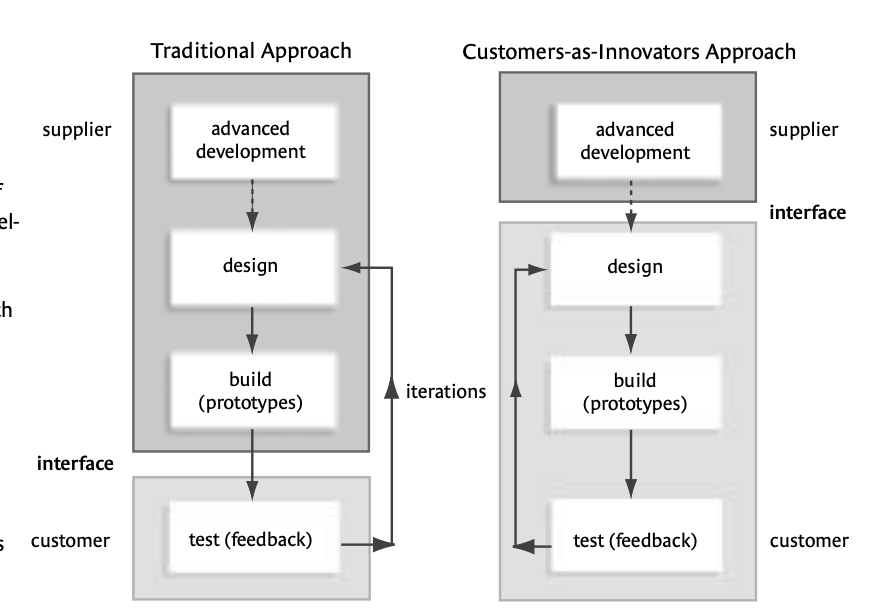 Traditional Approach
Customers-as-Innovators Approach
supplier
advanced
development
design
build
(prototypes)
interface
customer
test (feedback)
iterations
advanced
development
supplier
interface
design
build
(prototypes)
test (feedback)
customer
el-